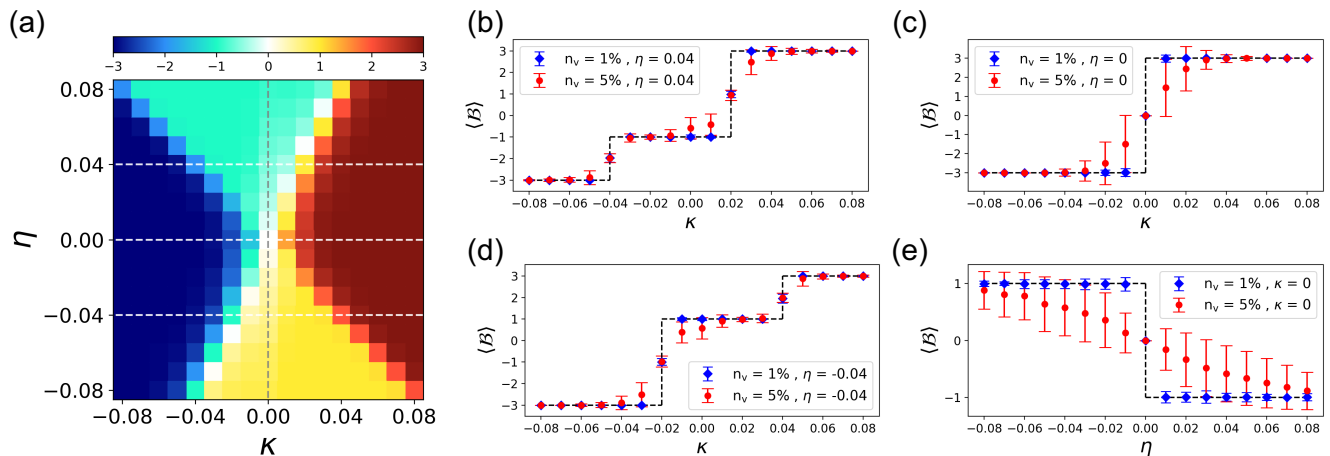 (a)
−3 −2 −1 0 1 2 3
0.08
0.04
0.00
−0.04
−0.08
η
−0.08 −0.04 0.00 0.04 0.08
κ
(b)
3
2
1
0
−1
−2
−3
⟨ℬ⟩
n_v = 1% , η = 0.04
n_v = 5% , η = 0.04
−0.08 −0.06 −0.04 −0.02 0.00 0.02 0.04 0.06 0.08
κ
(c)
3
2
1
0
−1
−2
−3
⟨ℬ⟩
n_v = 1% , η = 0
n_v = 5% , η = 0
−0.08 −0.06 −0.04 −0.02 0.00 0.02 0.04 0.06 0.08
κ
(d)
3
2
1
0
−1
−2
−3
⟨ℬ⟩
n_v = 1% , η = -0.04
n_v = 5% , η = -0.04
−0.08 −0.06 −0.04 −0.02 0.00 0.02 0.04 0.06 0.08
κ
(e)
1
0
−1
⟨ℬ⟩
n_v = 1% , κ = 0
n_v = 5% , κ = 0
−0.08 −0.06 −0.04 −0.02 0.00 0.02 0.04 0.06 0.08
η